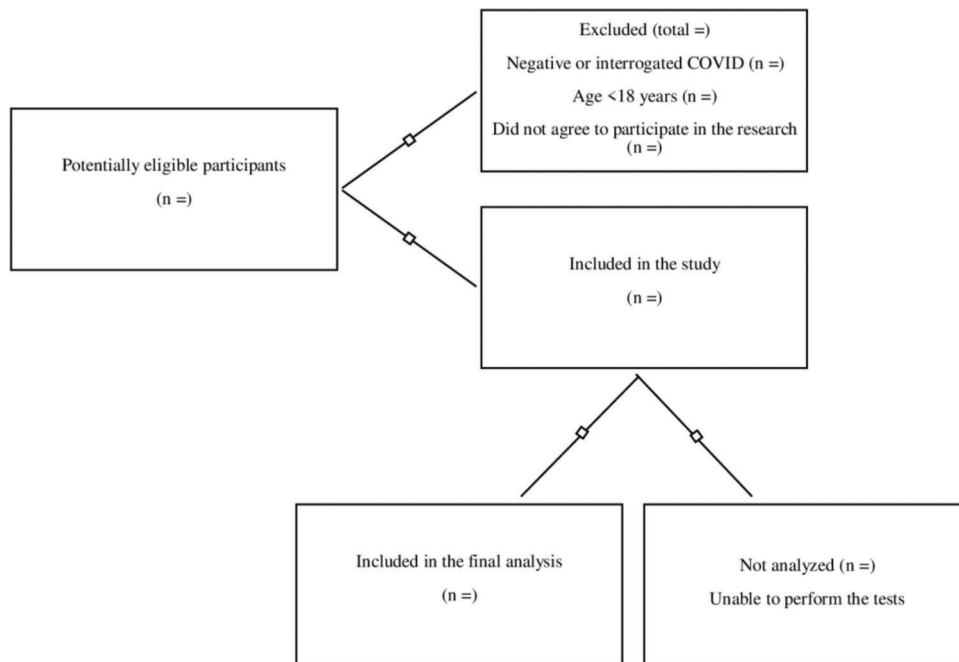 Excluded (total =)
Negative or interrogated COVID (n =)
Age <18 years (n =)
Did not agree to participate in the research
(n =)
Potentially eligible participants
(n =)
Included in the study
(n =)
Included in the final analysis
(n =)
Not analyzed (n =)
Unable to perform the tests